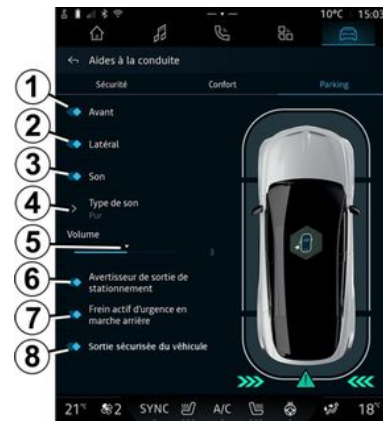 10°C 15:03
Aides à la conduite
Sécurité Confort Parking
1 Avant
2 Latéral
3 Son
4 Type de son
Pur
Volume
5
3
6 Avertisseur de sortie de
stationnement
7 Frein actif d'urgence en
marche arrière
8 Sortie sécurisée du véhicule
21°C 2 SYNC A/C 18°C